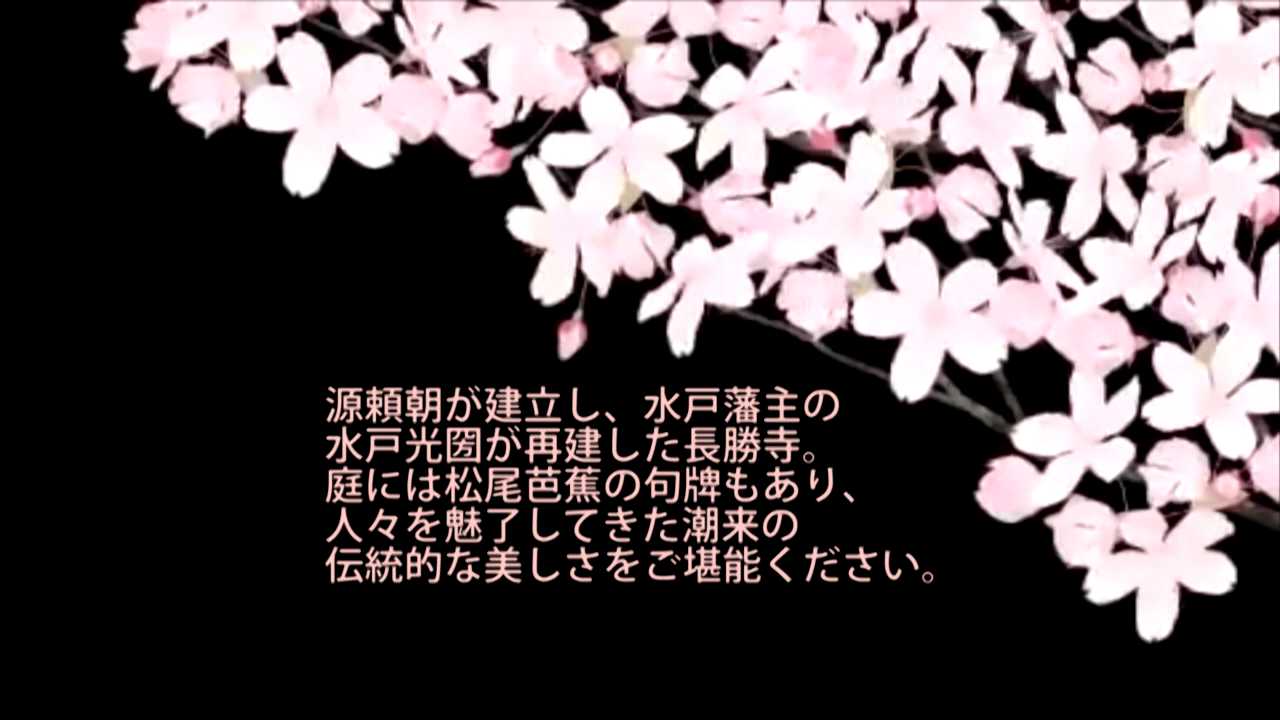 源頼朝が建立し、水戸藩主の
水戸光圀が再建した長勝寺。
庭には松尾芭蕉の句牌もあり、
人々を魅了してきた潮来の
伝統的な美しさをご堪能ください。